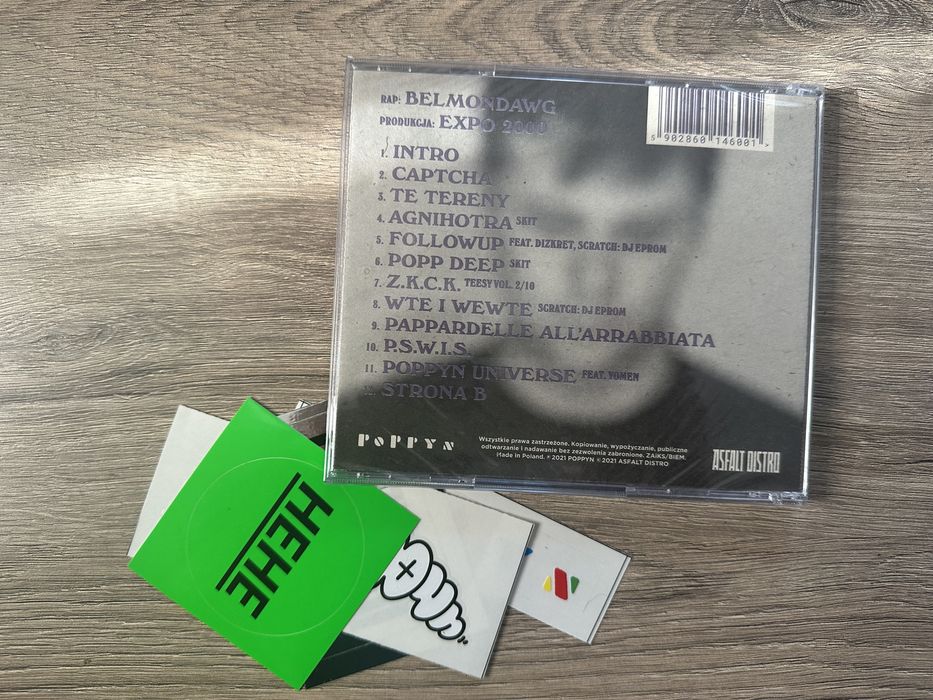 RAP: BELMONDAWG
PRODUKCJA: EXPO 2000
5 902860 146001 >
1. INTRO
2. CAPTCHA
3. TE TERENY
4. AGNIHOTRA SKIT
5. FOLLOWUP FEAT. DIZKRET, SCRATCH: DJ EPROM
6. POPP DEEP SKIT
7. Z.K.C.K. TEESY VOL. 2/10
8. WTE I WEWTE SCRATCH: DJ EPROM
9. PAPPARDELLE ALL'ARRABBIATA
10. P.S.W.I.S.
11. POPPYN UNIVERSE FEAT. YOMEN
12. STRONA B
POPPYN
Wszystkie prawa zastrzeżone. Kopiowanie, wypożyczanie, publiczne
odtwarzanie i nadawanie bez zezwolenia zabronione. ZAIKS/BIEM.
Made in Poland. ℗ 2021 POPPYN © 2021 ASFALT DISTRO
ASFALT DISTRO
HEHE